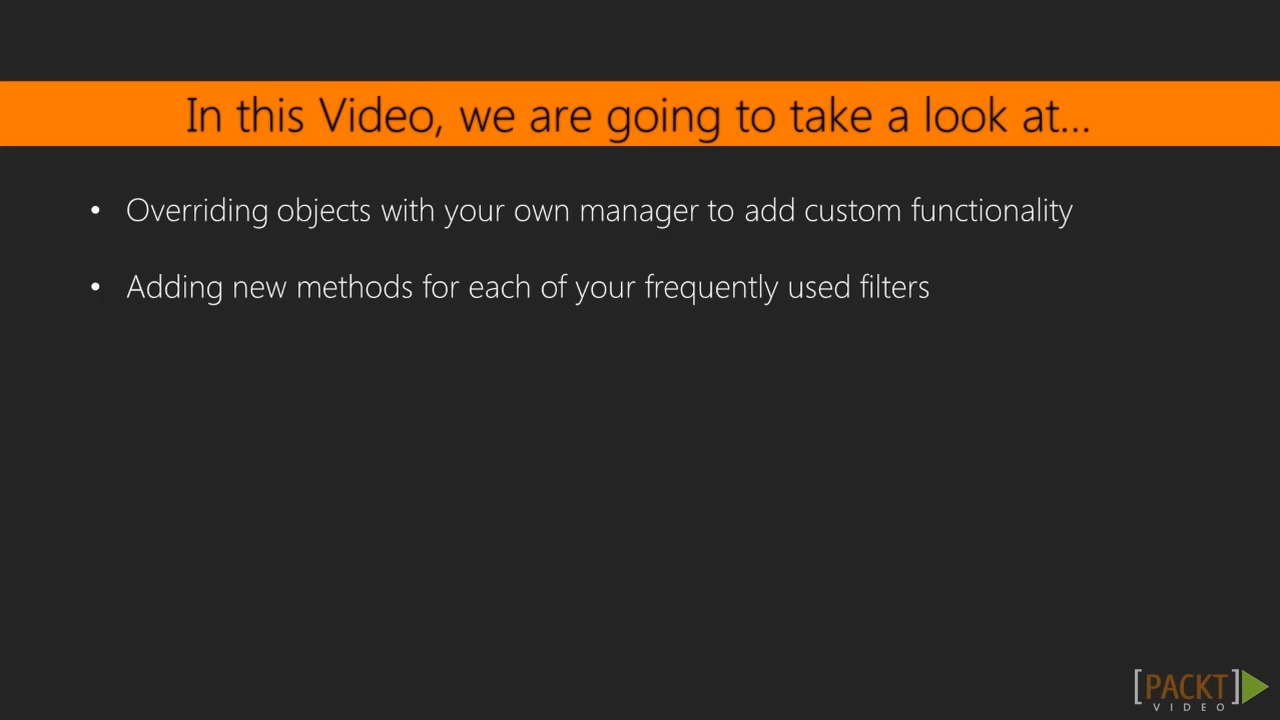 In this Video, we are going to take a look at...
• Overriding objects with your own manager to add custom functionality
• Adding new methods for each of your frequently used filters
[PACKT]
VIDEO